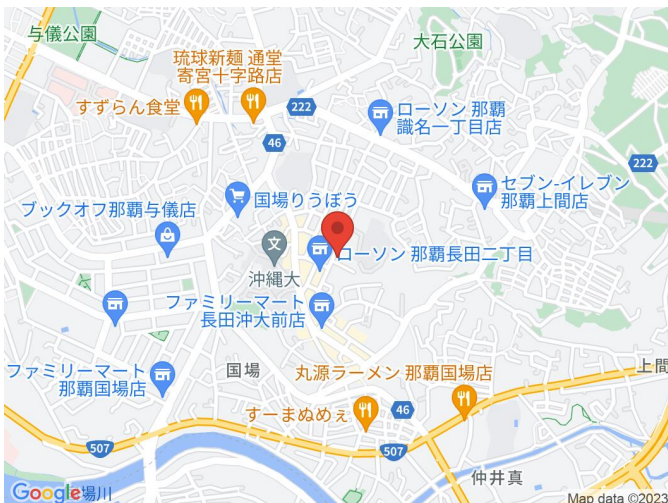 与儀公園
大石公園
琉球新麺 通堂
寄宮十字路店
すずらん食堂
222
ローソン 那覇
識名一丁目店
46
222
国場りうぼう
セブン-イレブン
那覇上間店
ブックオフ那覇与儀店
文
沖縄大
ローソン 那覇長田二丁目
ファミリーマート
長田沖大前店
ファミリーマート
那覇国場店
国場
丸源ラーメン 那覇国場店
上間
すーまぬめぇ
46
507
507
仲井真
Google
場川
Map data ©2023